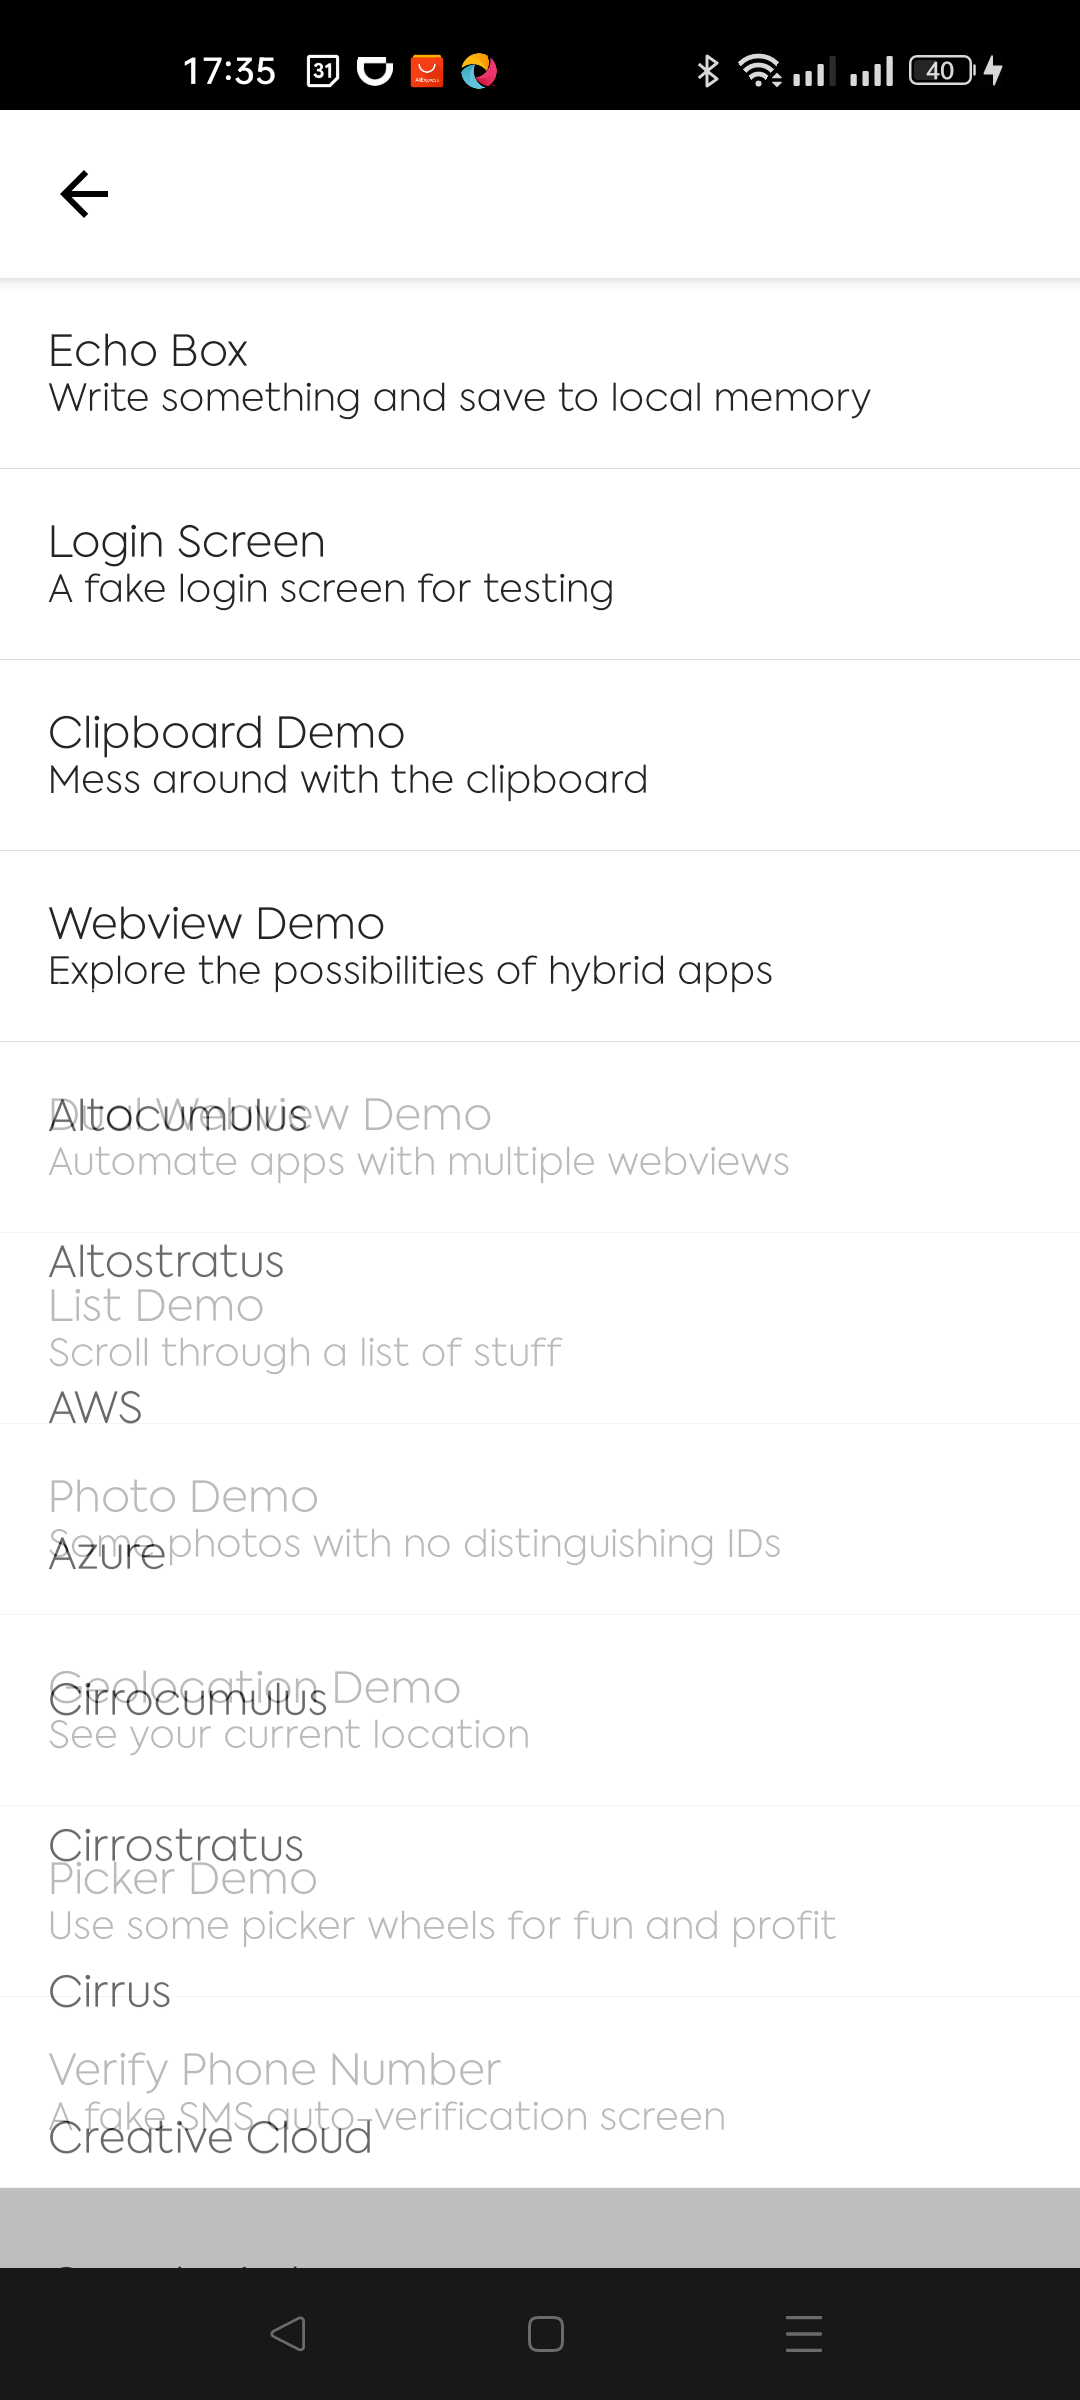 17:35
31
AliExpress
40
Echo Box
Write something and save to local memory
Login Screen
A fake login screen for testing
Clipboard Demo
Mess around with the clipboard
Webview Demo
Explore the possibilities of hybrid apps
Dual Webview Demo
Altocumulus
Automate apps with multiple webviews
Altostratus
List Demo
Scroll through a list of stuff
AWS
Photo Demo
Some photos with no distinguishing IDs
Azure
Geolocation Demo
Cirrocumulus
See your current location
Cirrostratus
Picker Demo
Use some picker wheels for fun and profit
Cirrus
Verify Phone Number
A fake SMS auto-verification screen
Creative Cloud